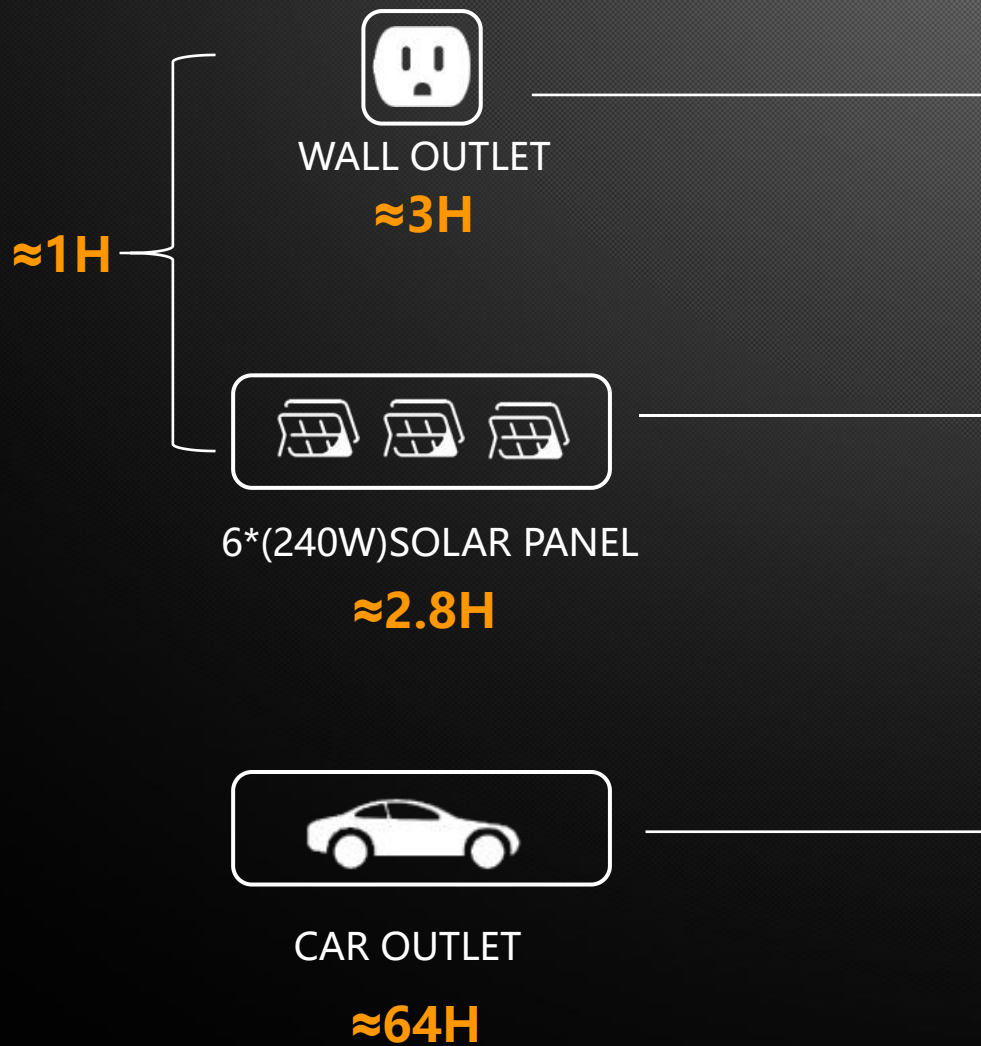 WALL OUTLET
≈3H
≈1H
6*(240W)SOLAR PANEL
≈2.8H
CAR OUTLET
≈64H